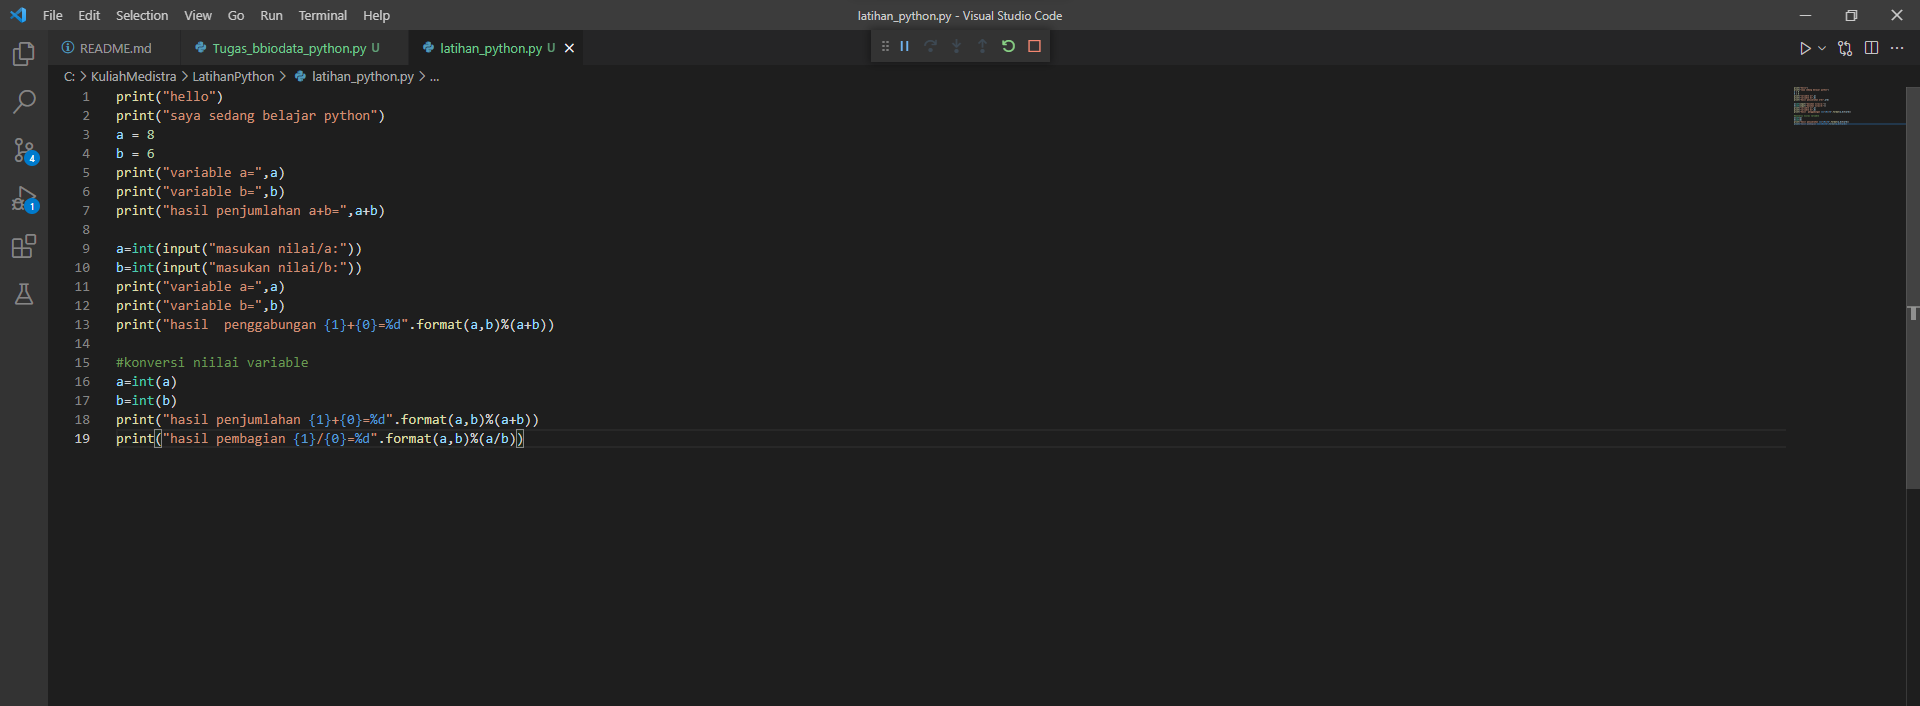 File Edit Selection View Go Run Terminal Help latihan_python.py - Visual Studio Code
README.md Tugas_bbiodata_python.py U latihan_python.py U
C: > KuliahMedistra > LatihanPython > latihan_python.py > ...
1 print("hello")
2 print("saya sedang belajar python")
3 a = 8
4 b = 6
5 print("variable a=",a)
6 print("variable b=",b)
7 print("hasil penjumlahan a+b=",a+b)
8
9 a=int(input("masukan nilai/a:"))
10 b=int(input("masukan nilai/b:"))
11 print("variable a=",a)
12 print("variable b=",b)
13 print("hasil  penggabungan {1}+{0}=%d".format(a,b)%(a+b))
14
15 #konversi niilai variable
16 a=int(a)
17 b=int(b)
18 print("hasil penjumlahan {1}+{0}=%d".format(a,b)%(a+b))
19 print("hasil pembagian {1}/{0}=%d".format(a,b)%(a/b))
4
1